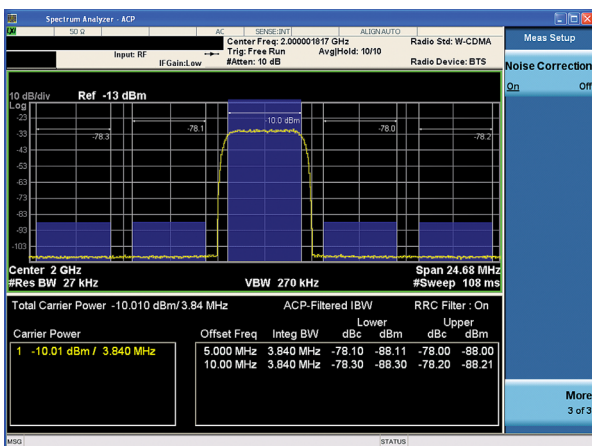 Spectrum Analyzer - ACP
50 Ω AC SENSE:INT ALIGN AUTO
Center Freq: 2.000001817 GHz Radio Std: W-CDMA
Input: RF Trig: Free Run Avg|Hold: 10/10
IFGain:Low #Atten: 10 dB Radio Device: BTS
Meas Setup
Noise Correction
On Off
10 dB/div Ref -13 dBm
Log
-10.0 dBm
-78.3 -78.1 -78.0 -78.2
-23
-33
-43
-53
-63
-73
-83
-93
-103
Center 2 GHz Span 24.68 MHz
#Res BW 27 kHz VBW 270 kHz #Sweep 108 ms
Total Carrier Power -10.010 dBm/ 3.84 MHz ACP-Filtered IBW RRC Filter : On
Lower Upper
Carrier Power Offset Freq Integ BW dBc dBm dBc dBm
1 -10.01 dBm / 3.840 MHz 5.000 MHz 3.840 MHz -78.10 -88.11 -78.00 -88.00
10.00 MHz 3.840 MHz -78.30 -88.30 -78.20 -88.21
More
3 of 3
MSG STATUS